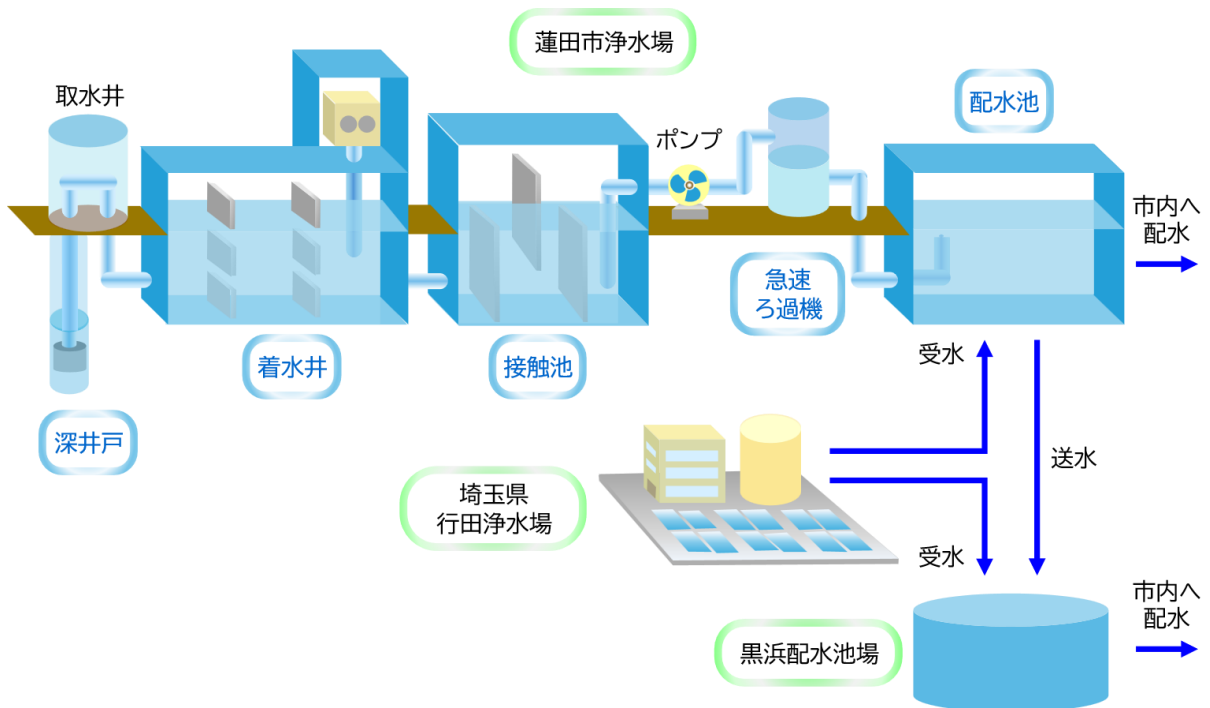 蓮田市浄水場
取水井
配水池
ポンプ
市内へ
配水
急速
ろ過機
着水井
接触池
受水
深井戸
送水
埼玉県
行田浄水場
受水
市内へ
配水
黒浜配水池場